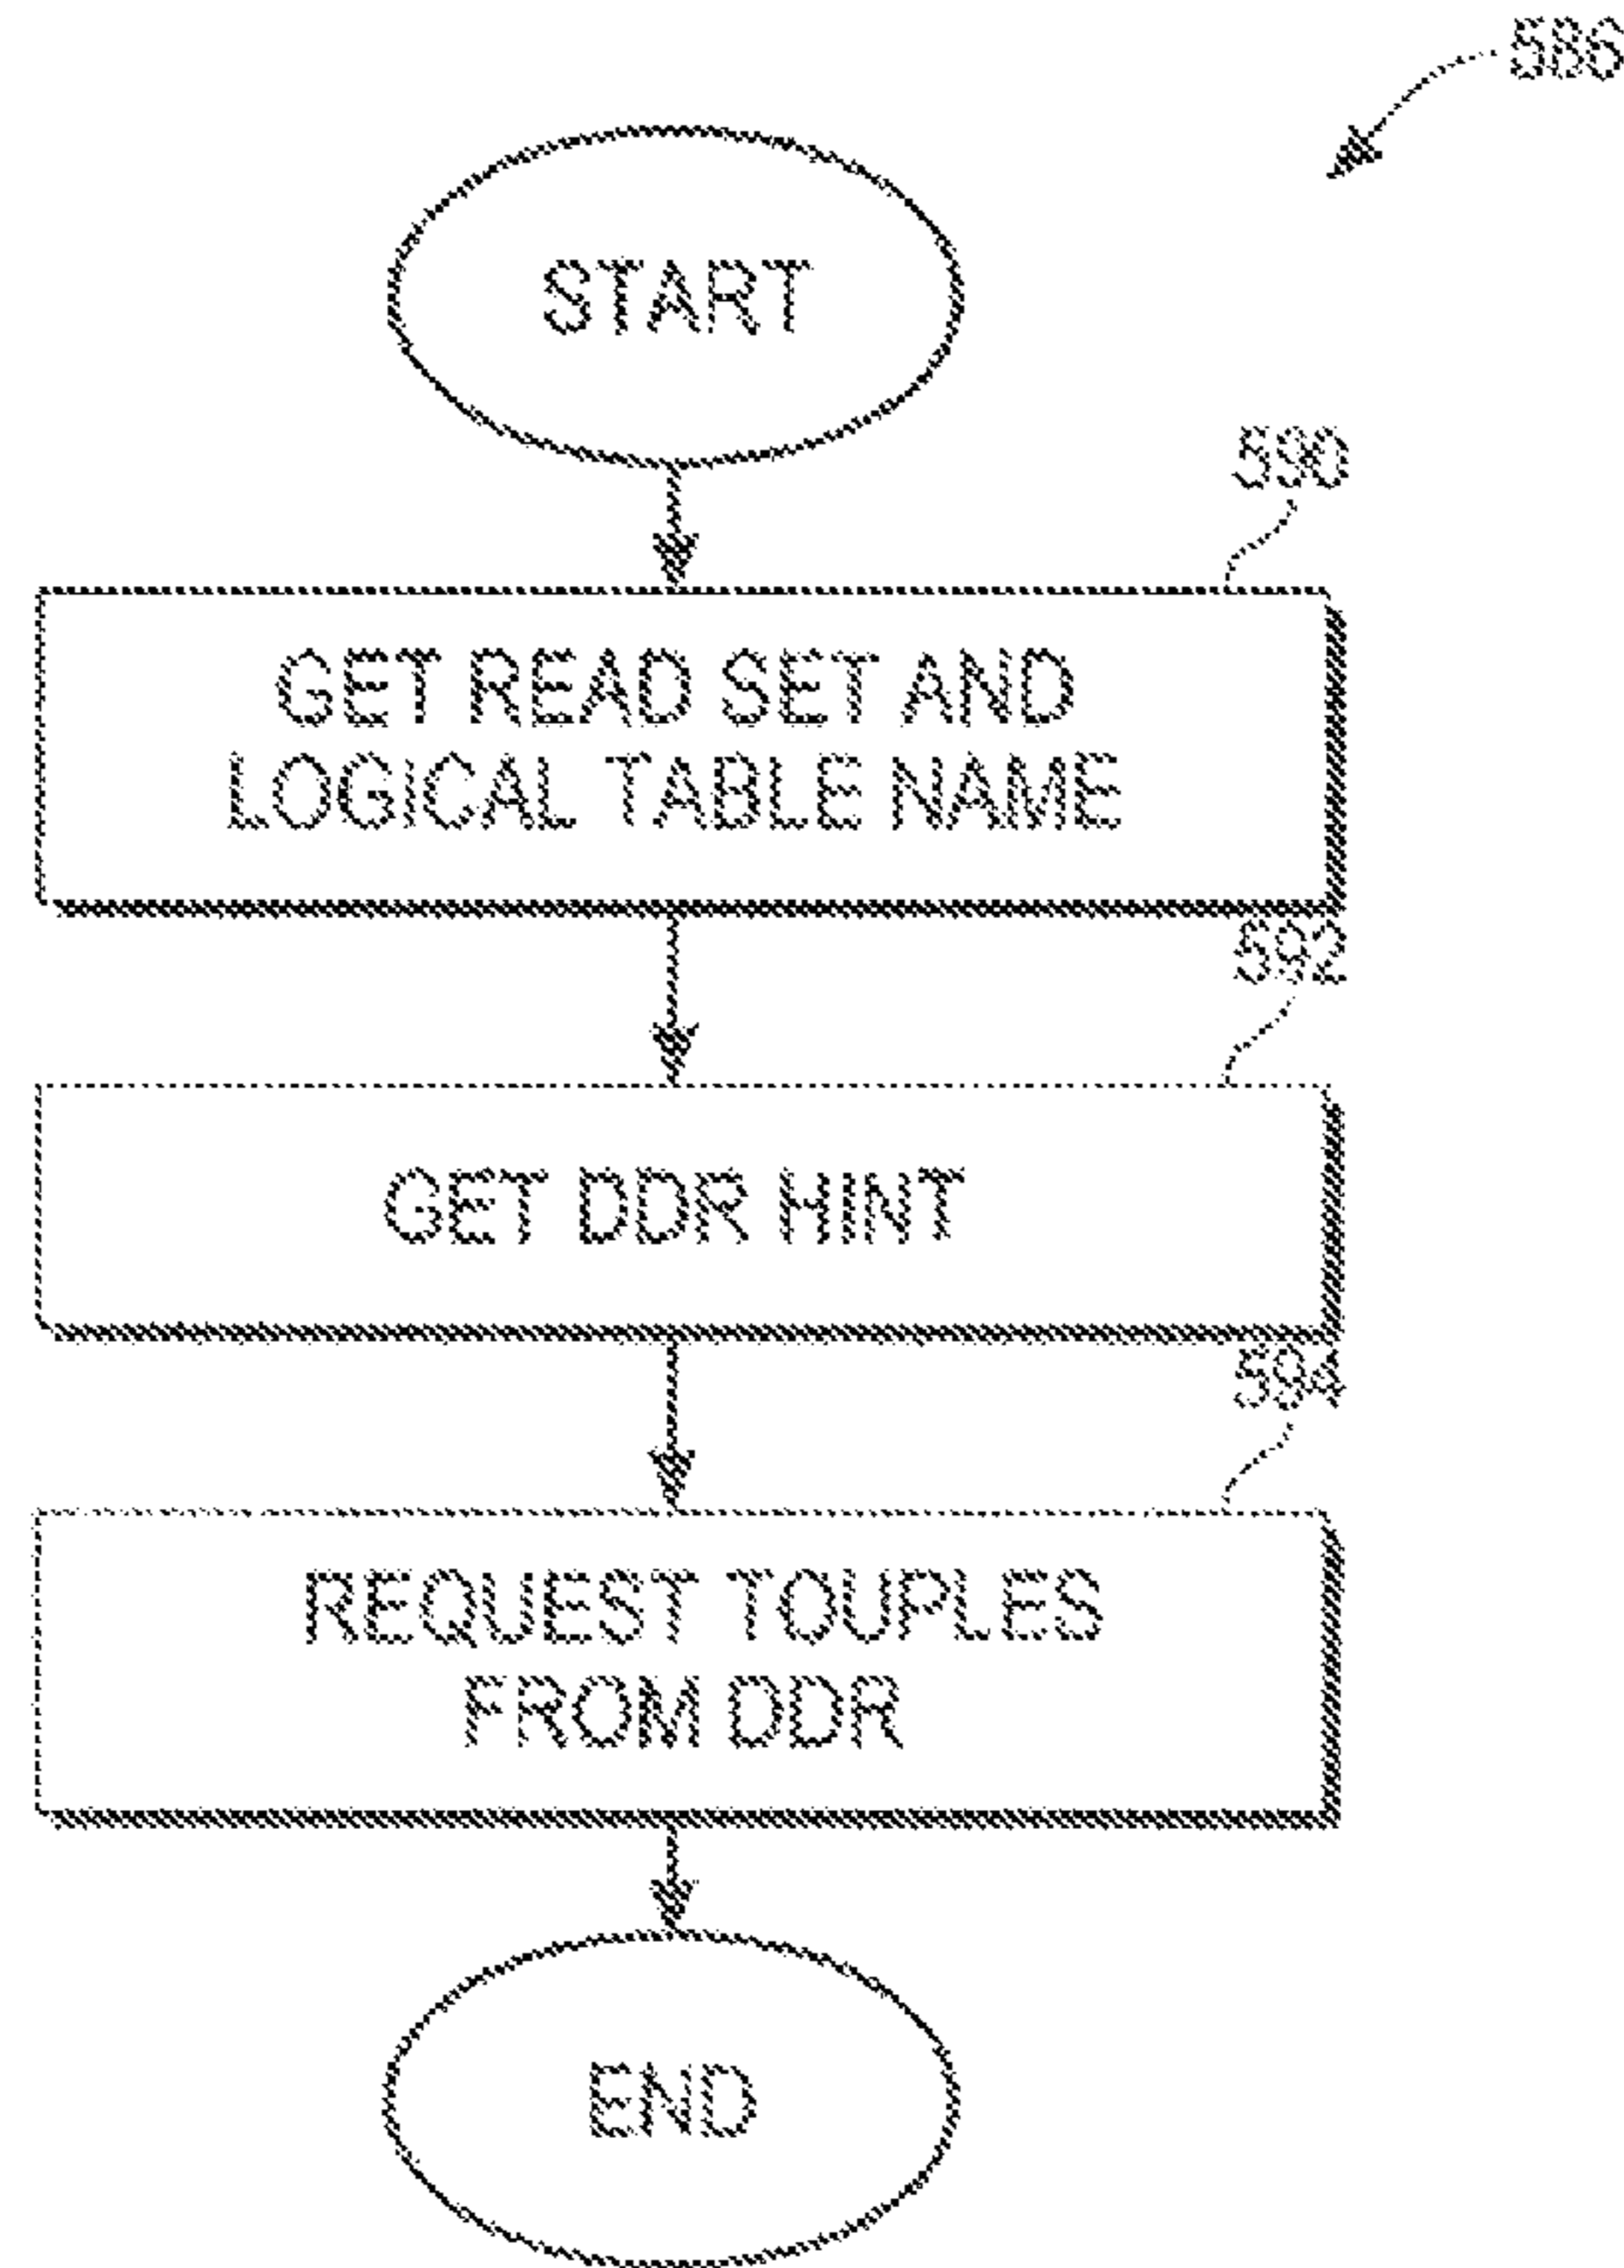 586
START
590
GET READ SET AND
LOGICAL TABLE NAME
592
GET DDR HINT
594
REQUEST TOUPLES
FROM DDR
END